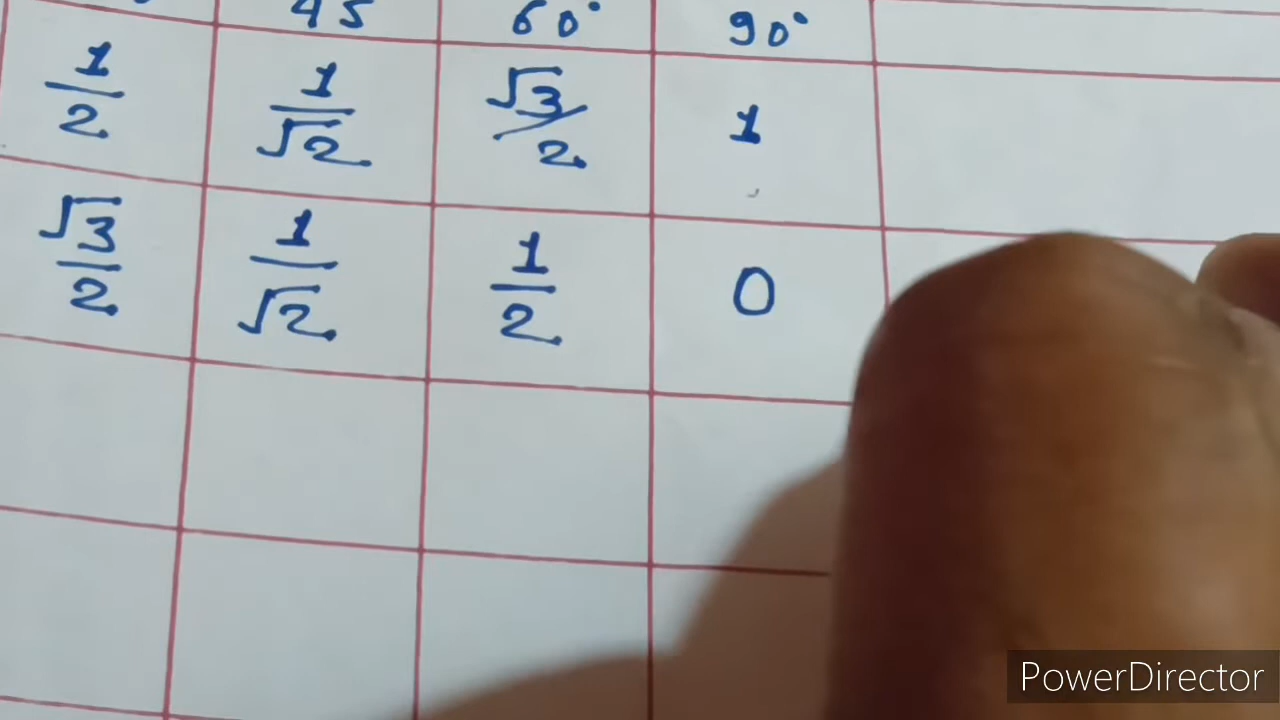 45 60° 90°
1/2 1/√2 √3/2 1
√3/2 1/√2 1/2 0
PowerDirector